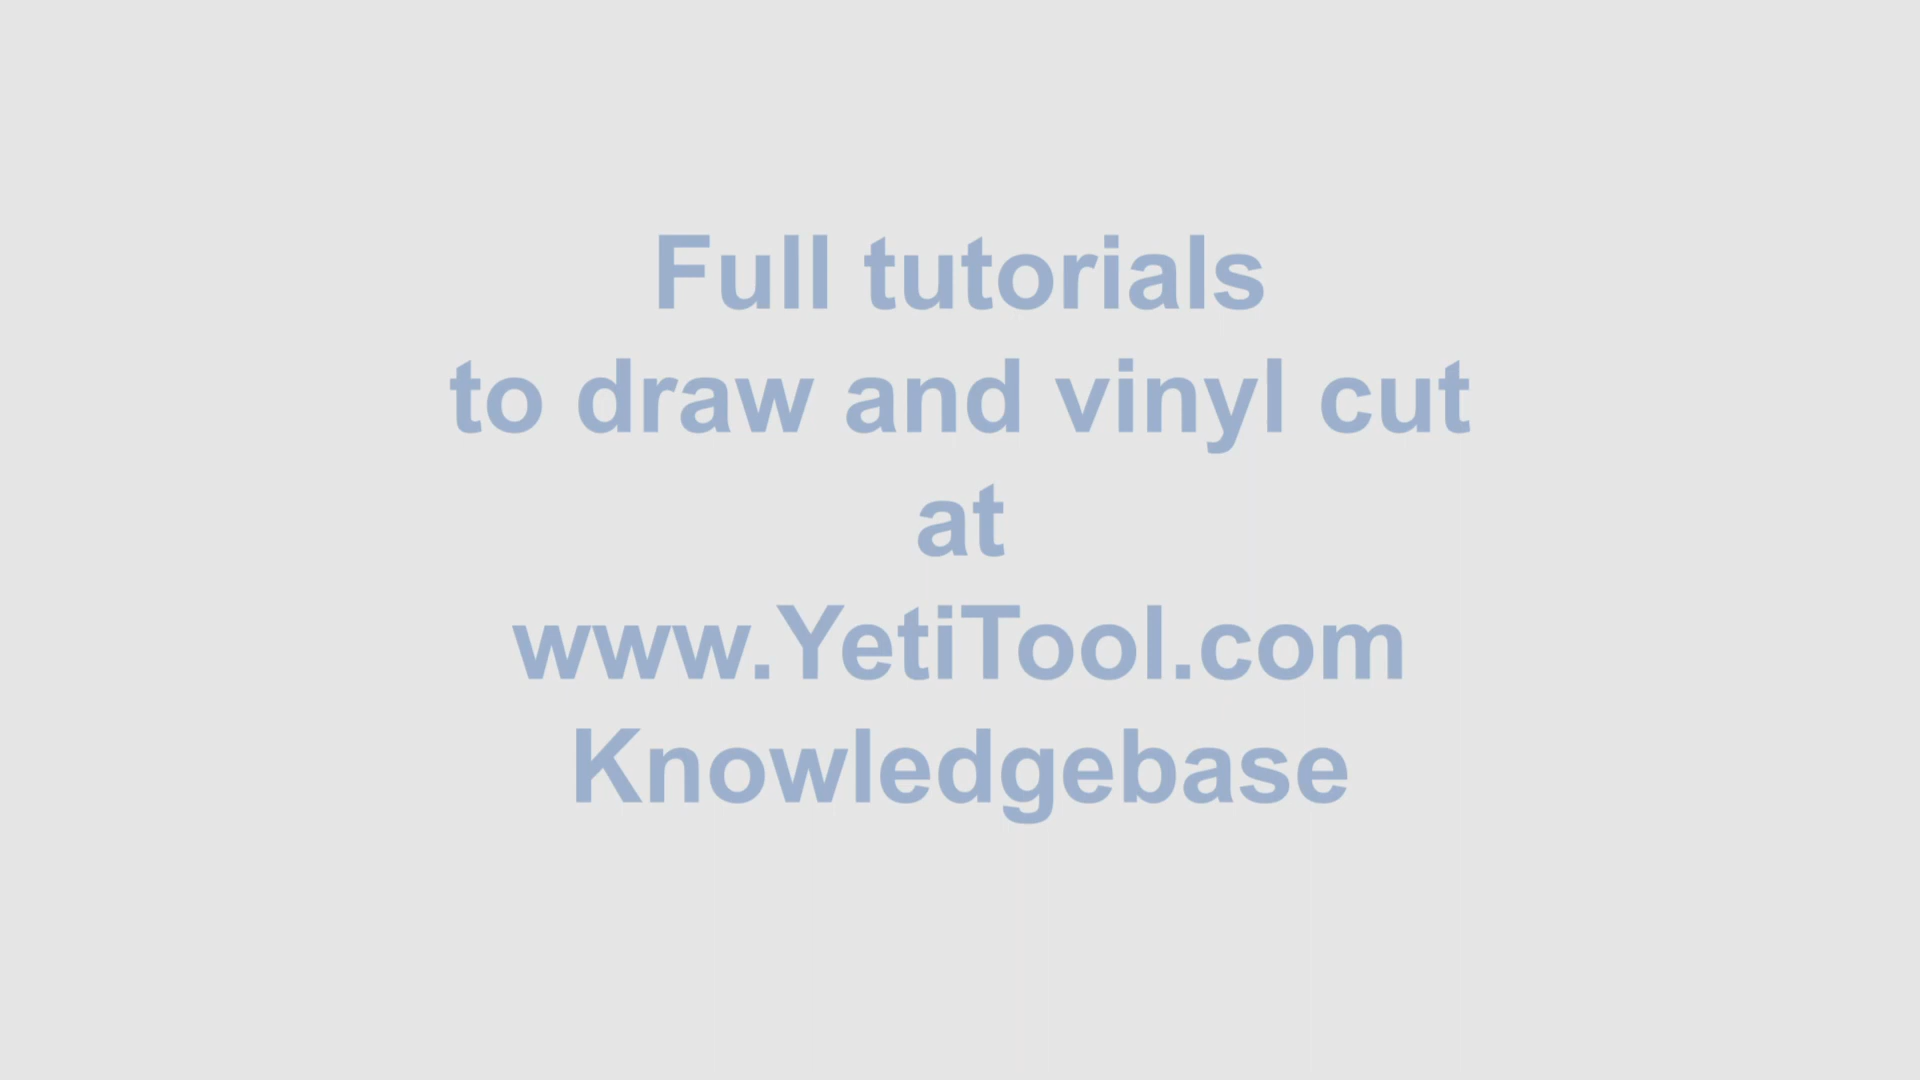 Full tutorials
to draw and vinyl cut
at
www.YetiTool.com
Knowledgebase